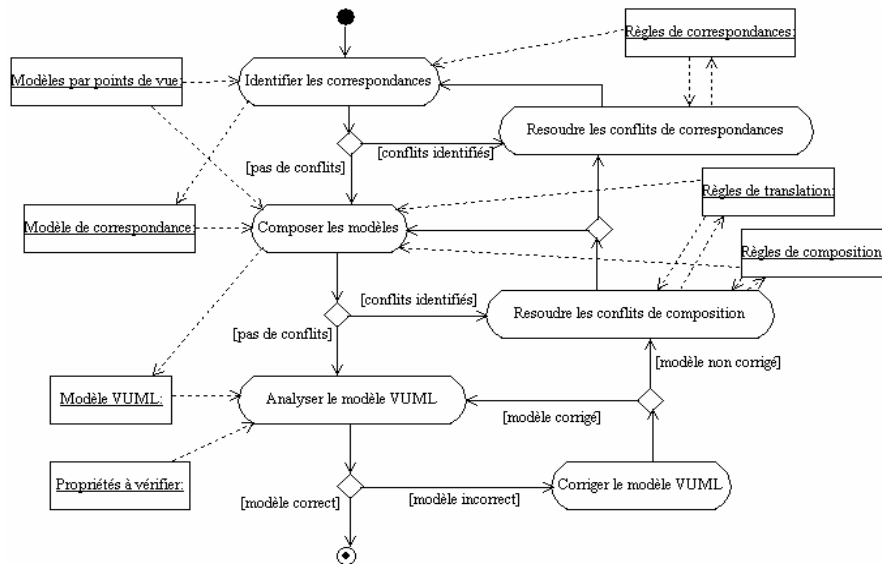 Règles de correspondances:
Modèles par points de vue:
Identifier les correspondances
Resoudre les conflits de correspondances
[conflits identifiés]
[pas de conflits]
Règles de translation:
Modèle de correspondance:
Composer les modèles
Règles de composition
[conflits identifiés]
Resoudre les conflits de composition
[pas de conflits]
[modèle non corrigé]
Modèle VUML:
Analyser le modèle VUML
[modèle corrigé]
Propriétés à vérifier:
Corriger le modèle VUML
[modèle correct]
[modèle incorrect]